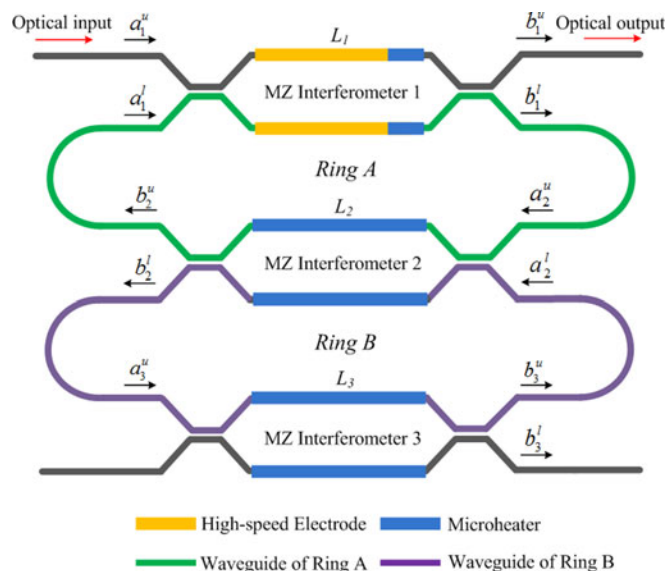 Optical input a₁ᵘ L₁ b₁ᵘ Optical output
MZ Interferometer 1
a₁ˡ b₁ˡ
Ring A
b₂ᵘ L₂ a₂ᵘ
MZ Interferometer 2
b₂ˡ a₂ˡ
Ring B
a₃ᵘ L₃ b₃ᵘ
MZ Interferometer 3
b₃ˡ
High-speed Electrode Microheater
Waveguide of Ring A Waveguide of Ring B